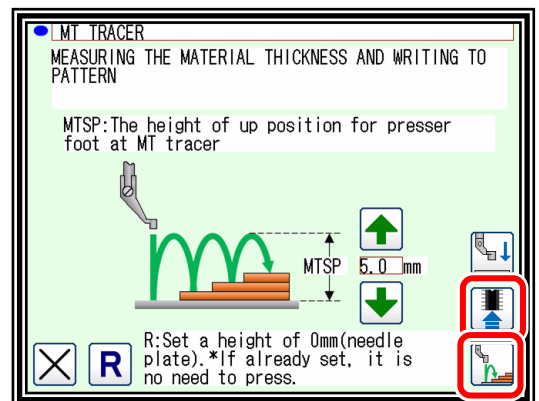 MT TRACER
MEASURING THE MATERIAL THICKNESS AND WRITING TO
PATTERN
MTSP:The height of up position for presser
foot at MT tracer
MTSP 5.0 mm
R R:Set a height of 0mm(needle
plate).*If already set, it is
no need to press.